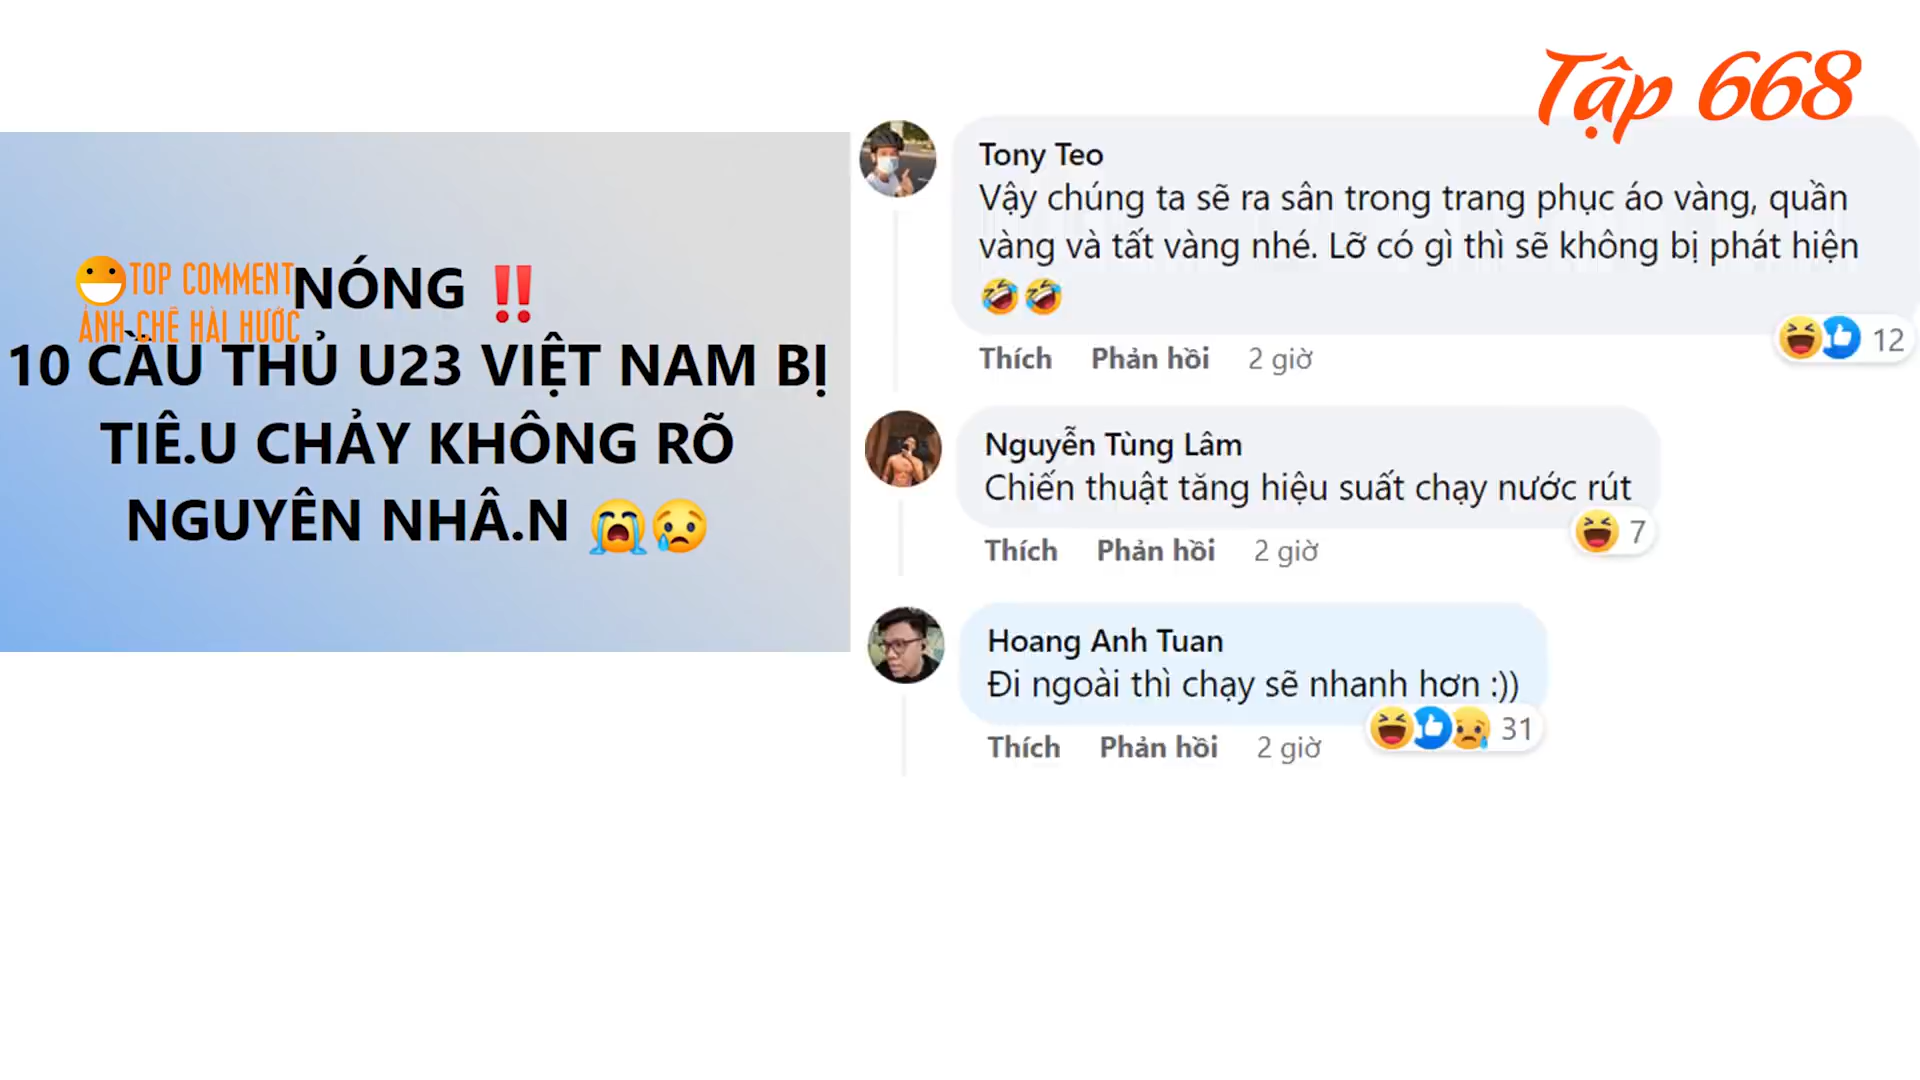 Tập 668
TOP COMMENT
ẢNH CHẾ HÀI HƯỚC
NÓNG ‼️
10 CẦU THỦ U23 VIỆT NAM BỊ
TIÊ.U CHẢY KHÔNG RÕ
NGUYÊN NHÂ.N 😭😢
Tony Teo
Vậy chúng ta sẽ ra sân trong trang phục áo vàng, quần
vàng và tất vàng nhé. Lỡ có gì thì sẽ không bị phát hiện
🤣🤣
12
Thích Phản hồi 2 giờ
Nguyễn Tùng Lâm
Chiến thuật tăng hiệu suất chạy nước rút
7
Thích Phản hồi 2 giờ
Hoang Anh Tuan
Đi ngoài thì chạy sẽ nhanh hơn :))
31
Thích Phản hồi 2 giờ